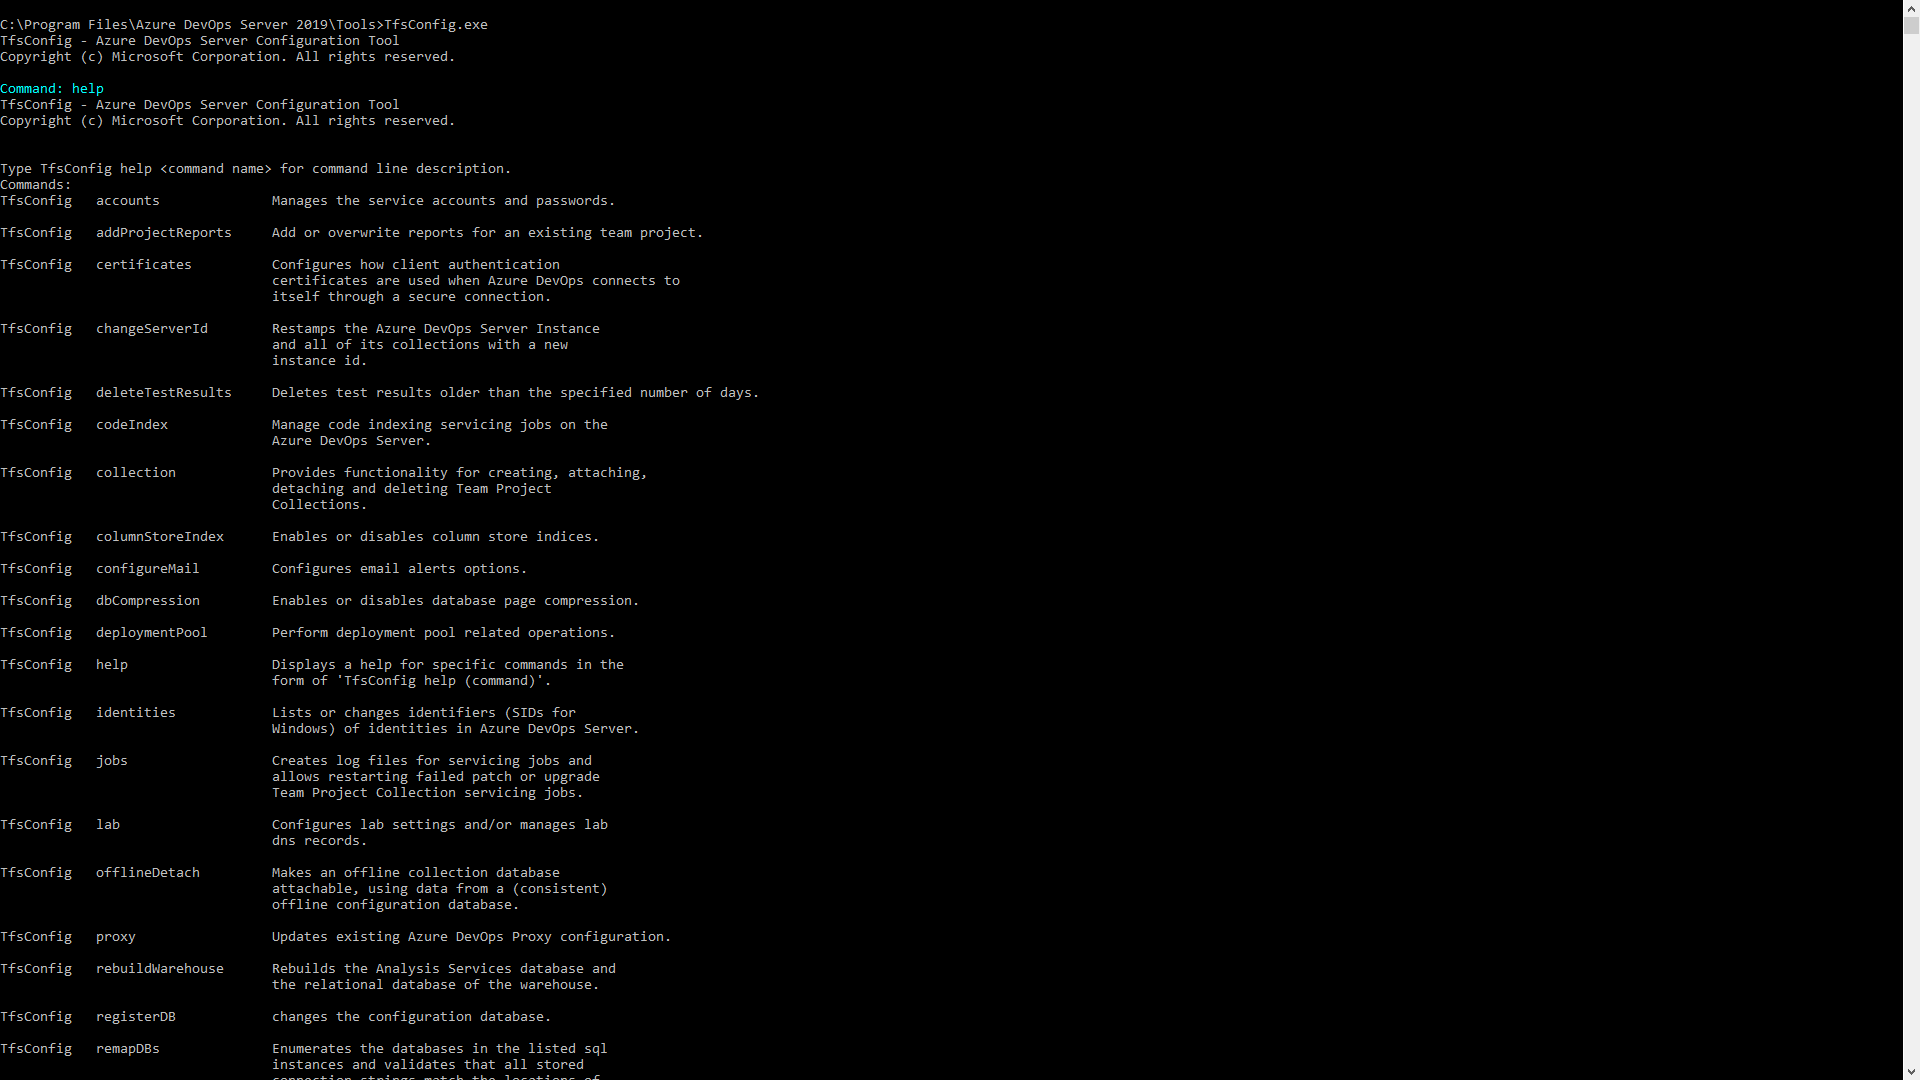 C:\Program Files\Azure DevOps Server 2019\Tools>TfsConfig.exe
TfsConfig - Azure DevOps Server Configuration Tool
Copyright (c) Microsoft Corporation. All rights reserved.
Command: help
TfsConfig - Azure DevOps Server Configuration Tool
Copyright (c) Microsoft Corporation. All rights reserved.
Type TfsConfig help <command name> for command line description.
Commands:
TfsConfig accounts Manages the service accounts and passwords.
TfsConfig addProjectReports Add or overwrite reports for an existing team project.
TfsConfig certificates Configures how client authentication
certificates are used when Azure DevOps connects to
itself through a secure connection.
TfsConfig changeServerId Restamps the Azure DevOps Server Instance
and all of its collections with a new
instance id.
TfsConfig deleteTestResults Deletes test results older than the specified number of days.
TfsConfig codeIndex Manage code indexing servicing jobs on the
Azure DevOps Server.
TfsConfig collection Provides functionality for creating, attaching,
detaching and deleting Team Project
Collections.
TfsConfig columnStoreIndex Enables or disables column store indices.
TfsConfig configureMail Configures email alerts options.
TfsConfig dbCompression Enables or disables database page compression.
TfsConfig deploymentPool Perform deployment pool related operations.
TfsConfig help Displays a help for specific commands in the
form of 'TfsConfig help (command)'.
TfsConfig identities Lists or changes identifiers (SIDs for
Windows) of identities in Azure DevOps Server.
TfsConfig jobs Creates log files for servicing jobs and
allows restarting failed patch or upgrade
Team Project Collection servicing jobs.
TfsConfig lab Configures lab settings and/or manages lab
dns records.
TfsConfig offlineDetach Makes an offline collection database
attachable, using data from a (consistent)
offline configuration database.
TfsConfig proxy Updates existing Azure DevOps Proxy configuration.
TfsConfig rebuildWarehouse Rebuilds the Analysis Services database and
the relational database of the warehouse.
TfsConfig registerDB changes the configuration database.
TfsConfig remapDBs Enumerates the databases in the listed sql
instances and validates that all stored
connection strings match the locations of